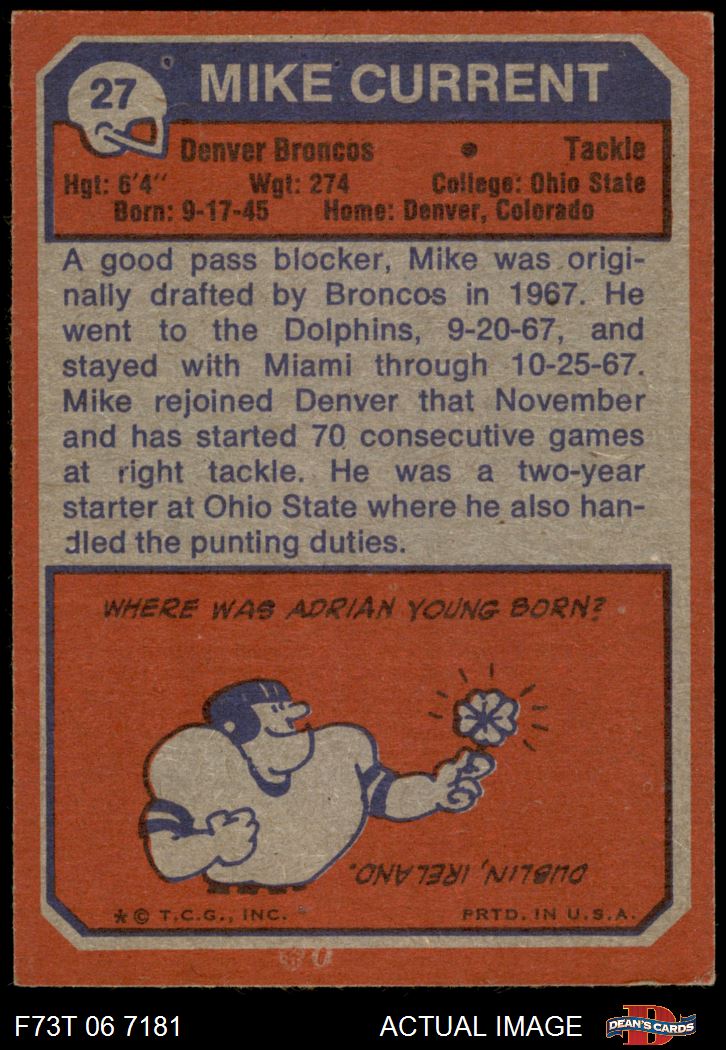 27
MIKE CURRENT
Denver Broncos • Tackle
Hgt: 6'4" Wgt: 274 College: Ohio State
Born: 9-17-45 Home: Denver, Colorado
A good pass blocker, Mike was origi-
nally drafted by Broncos in 1967. He
went to the Dolphins, 9-20-67, and
stayed with Miami through 10-25-67.
Mike rejoined Denver that November
and has started 70 consecutive games
at right tackle. He was a two-year
starter at Ohio State where he also han-
dled the punting duties.
WHERE WAS ADRIAN YOUNG BORN?
DUBLIN, IRELAND.
* © T.C.G., INC. PRTD. IN U.S.A.
F73T 06 7181 ACTUAL IMAGE D DEAN'S CARDS